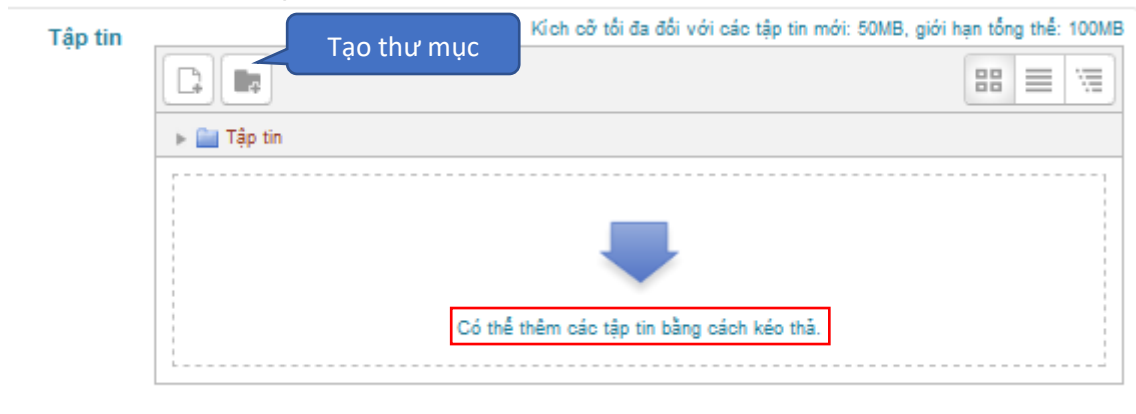 Kích cỡ tối đa đối với các tập tin mới: 50MB, giới hạn tổng thể: 100MB
Tập tin
Tạo thư mục
Tập tin
Có thể thêm các tập tin bằng cách kéo thả.